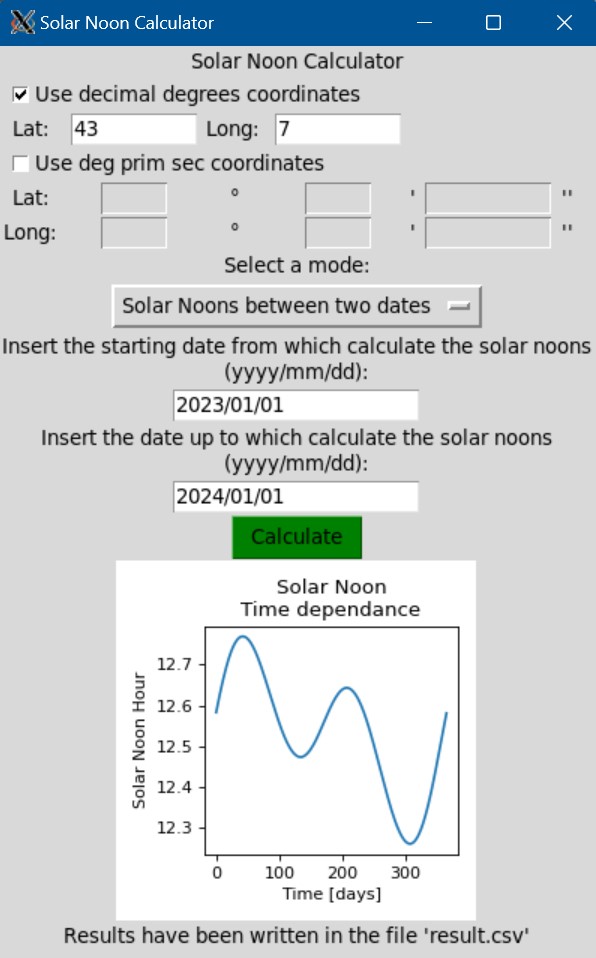 Solar Noon Calculator
Solar Noon Calculator
Use decimal degrees coordinates
Lat: 43 Long: 7
Use deg prim sec coordinates
Lat: ° ' ''
Long: ° ' ''
Select a mode:
Solar Noons between two dates
Insert the starting date from which calculate the solar noons
(yyyy/mm/dd):
2023/01/01
Insert the date up to which calculate the solar noons
(yyyy/mm/dd):
2024/01/01
Calculate
Solar Noon
Time dependance
Solar Noon Hour
12.7
12.6
12.5
12.4
12.3
0 100 200 300
Time [days]
Results have been written in the file 'result.csv'